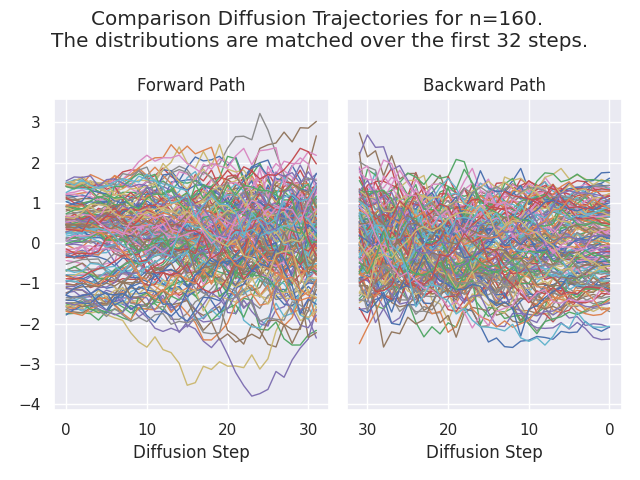 Comparison Diffusion Trajectories for n=160.
The distributions are matched over the first 32 steps.
Forward Path
Backward Path
3
2
1
0
−1
−2
−3
−4
0 10 20 30
30 20 10 0
Diffusion Step
Diffusion Step